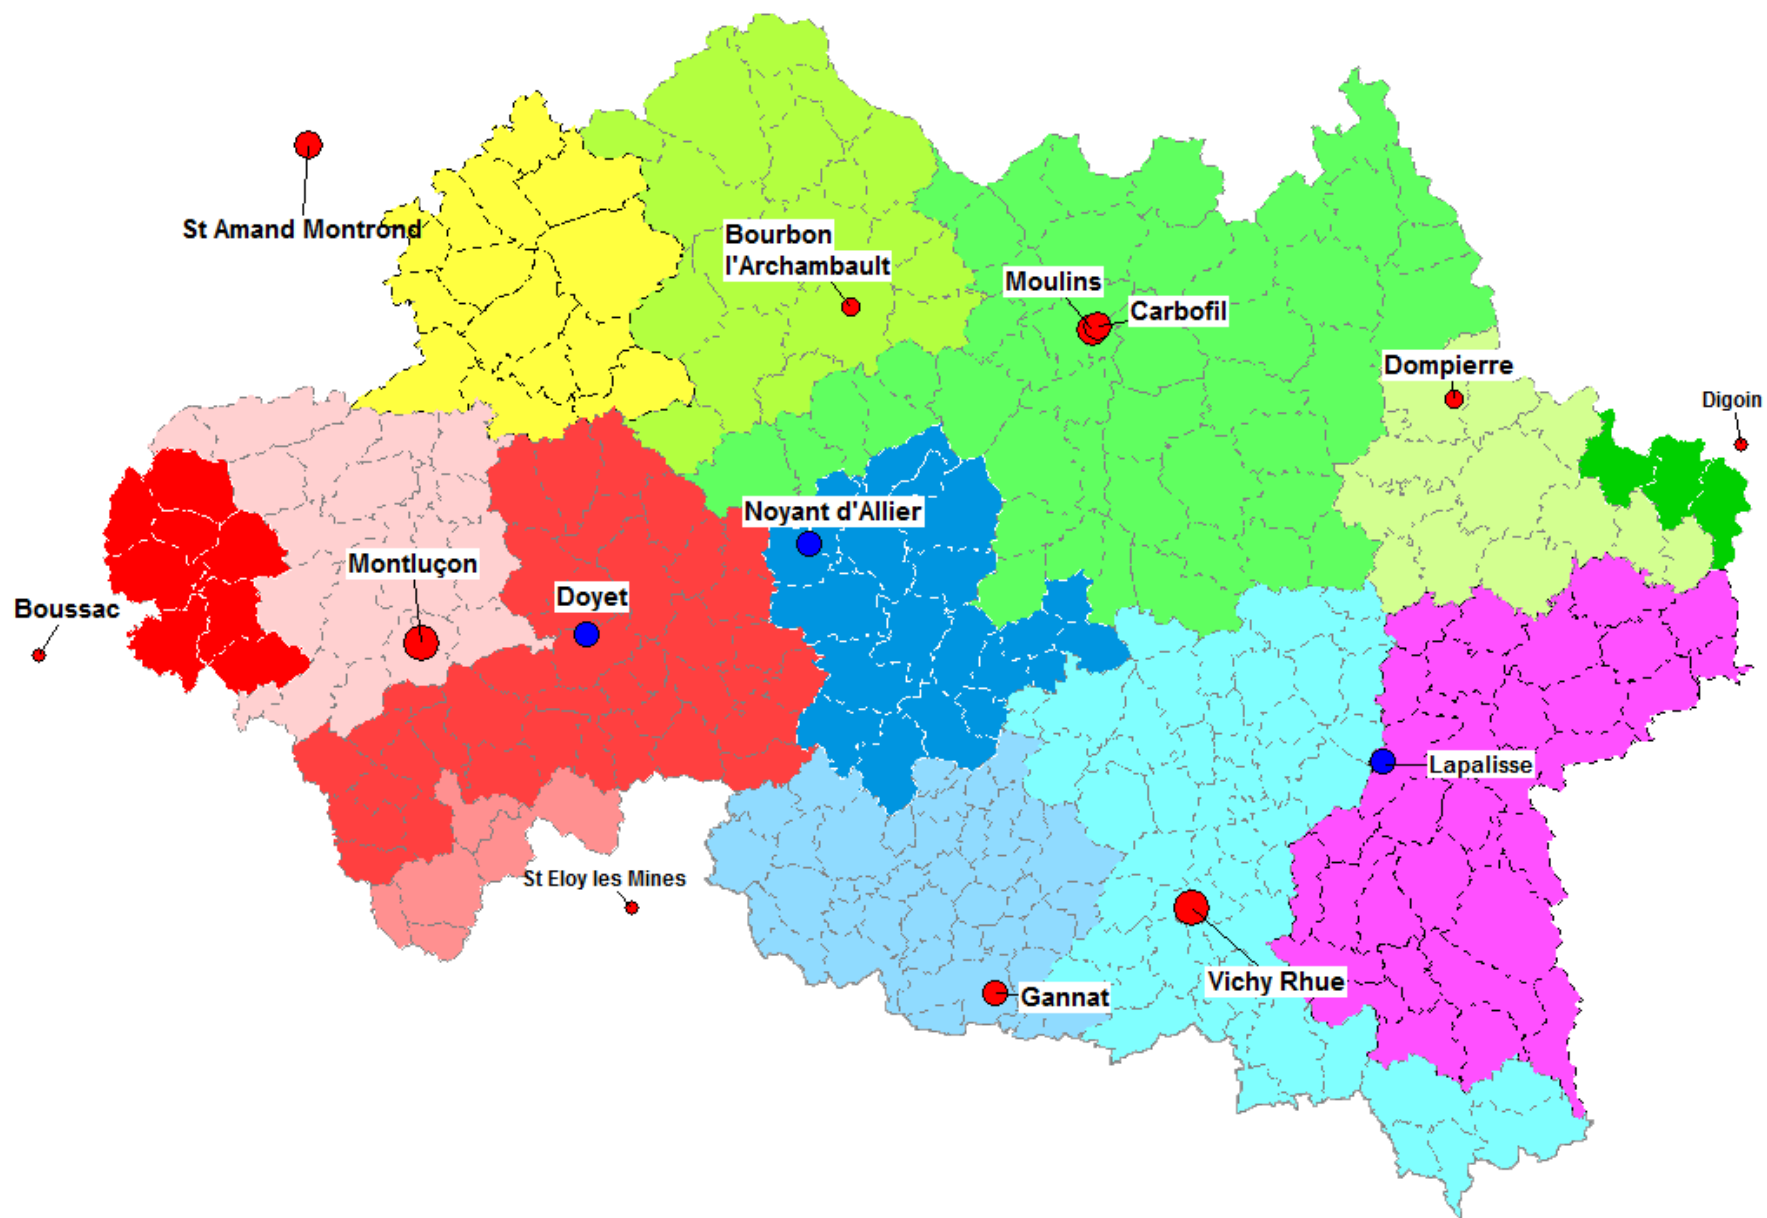 St Amand Montrond
Bourbon
l'Archambault
Moulins
Carbofil
Dompierre
Digoin
Noyant d'Allier
Montluçon
Doyet
Boussac
Lapalisse
St Eloy les Mines
Vichy Rhue
Gannat